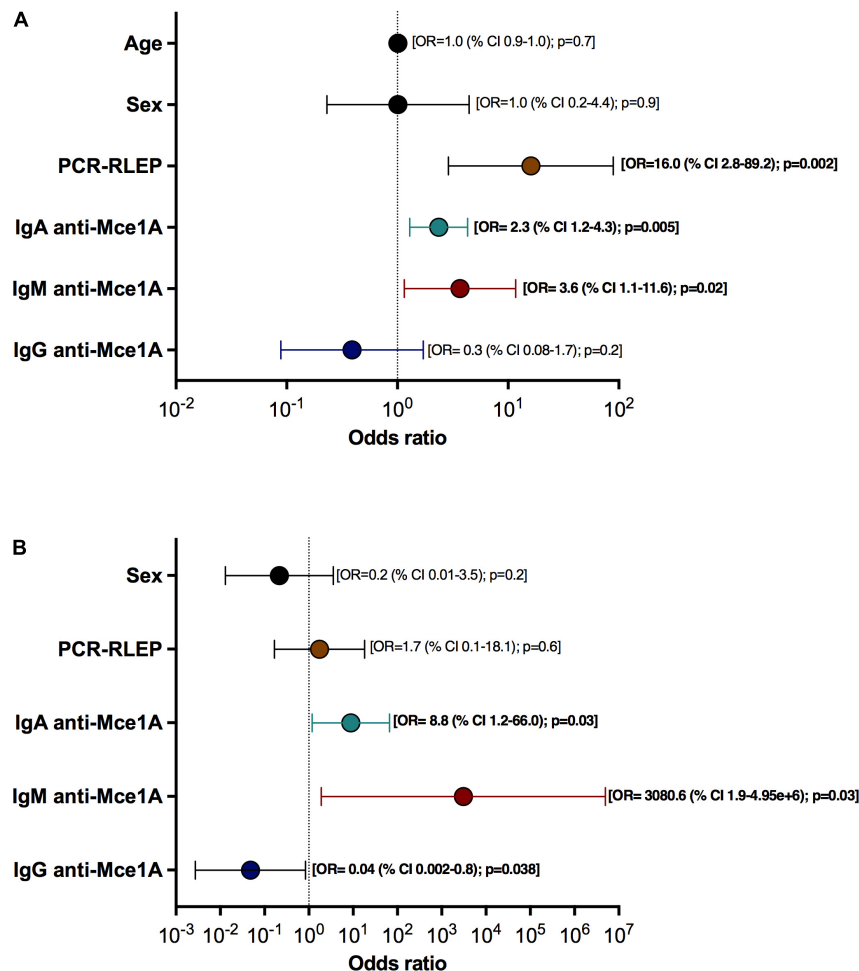 A
Age
[OR=1.0 (% CI 0.9-1.0); p=0.7]
Sex
[OR=1.0 (% CI 0.2-4.4); p=0.9]
PCR-RLEP
[OR=16.0 (% CI 2.8-89.2); p=0.002]
IgA anti-Mce1A
[OR= 2.3 (% CI 1.2-4.3); p=0.005]
IgM anti-Mce1A
[OR= 3.6 (% CI 1.1-11.6); p=0.02]
IgG anti-Mce1A
[OR= 0.3 (% CI 0.08-1.7); p=0.2]
10-2 10-1 100 101 102
Odds ratio
B
Sex
[OR=0.2 (% CI 0.01-3.5); p=0.2]
PCR-RLEP
[OR=1.7 (% CI 0.1-18.1); p=0.6]
IgA anti-Mce1A
[OR= 8.8 (% CI 1.2-66.0); p=0.03]
IgM anti-Mce1A
[OR= 3080.6 (% CI 1.9-4.95e+6); p=0.03]
IgG anti-Mce1A
[OR= 0.04 (% CI 0.002-0.8); p=0.038]
10-3 10-2 10-1 100 101 102 103 104 105 106 107
Odds ratio